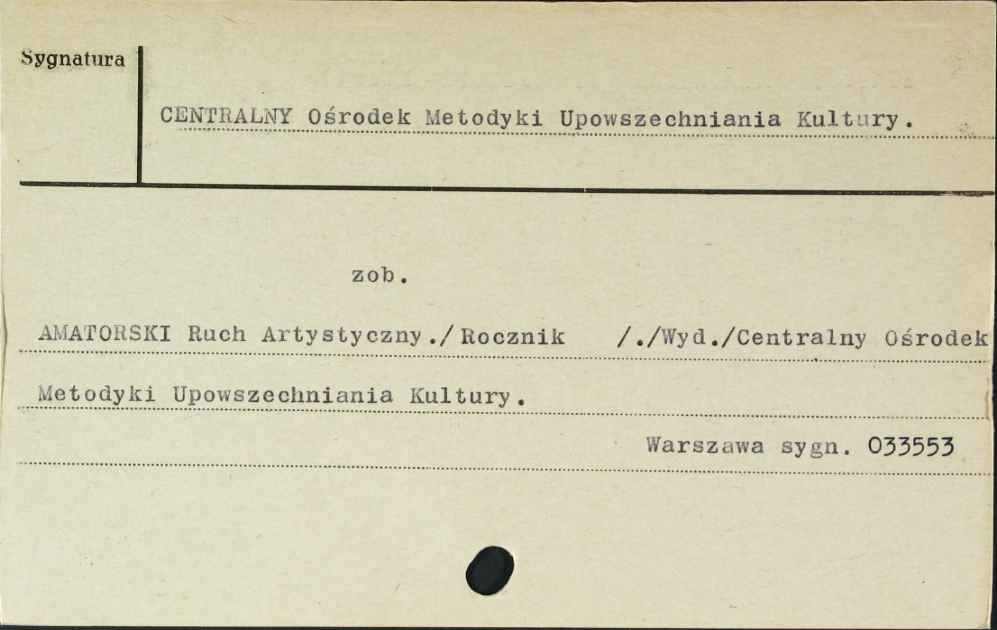 Sygnatura
CENTRALNY Ośrodek Metodyki Upowszechniania Kultury.
zob.
AMATORSKI Ruch Artystyczny./Rocznik /./Wyd./Centralny Ośrodek
Metodyki Upowszechniania Kultury.
Warszawa sygn. 033553